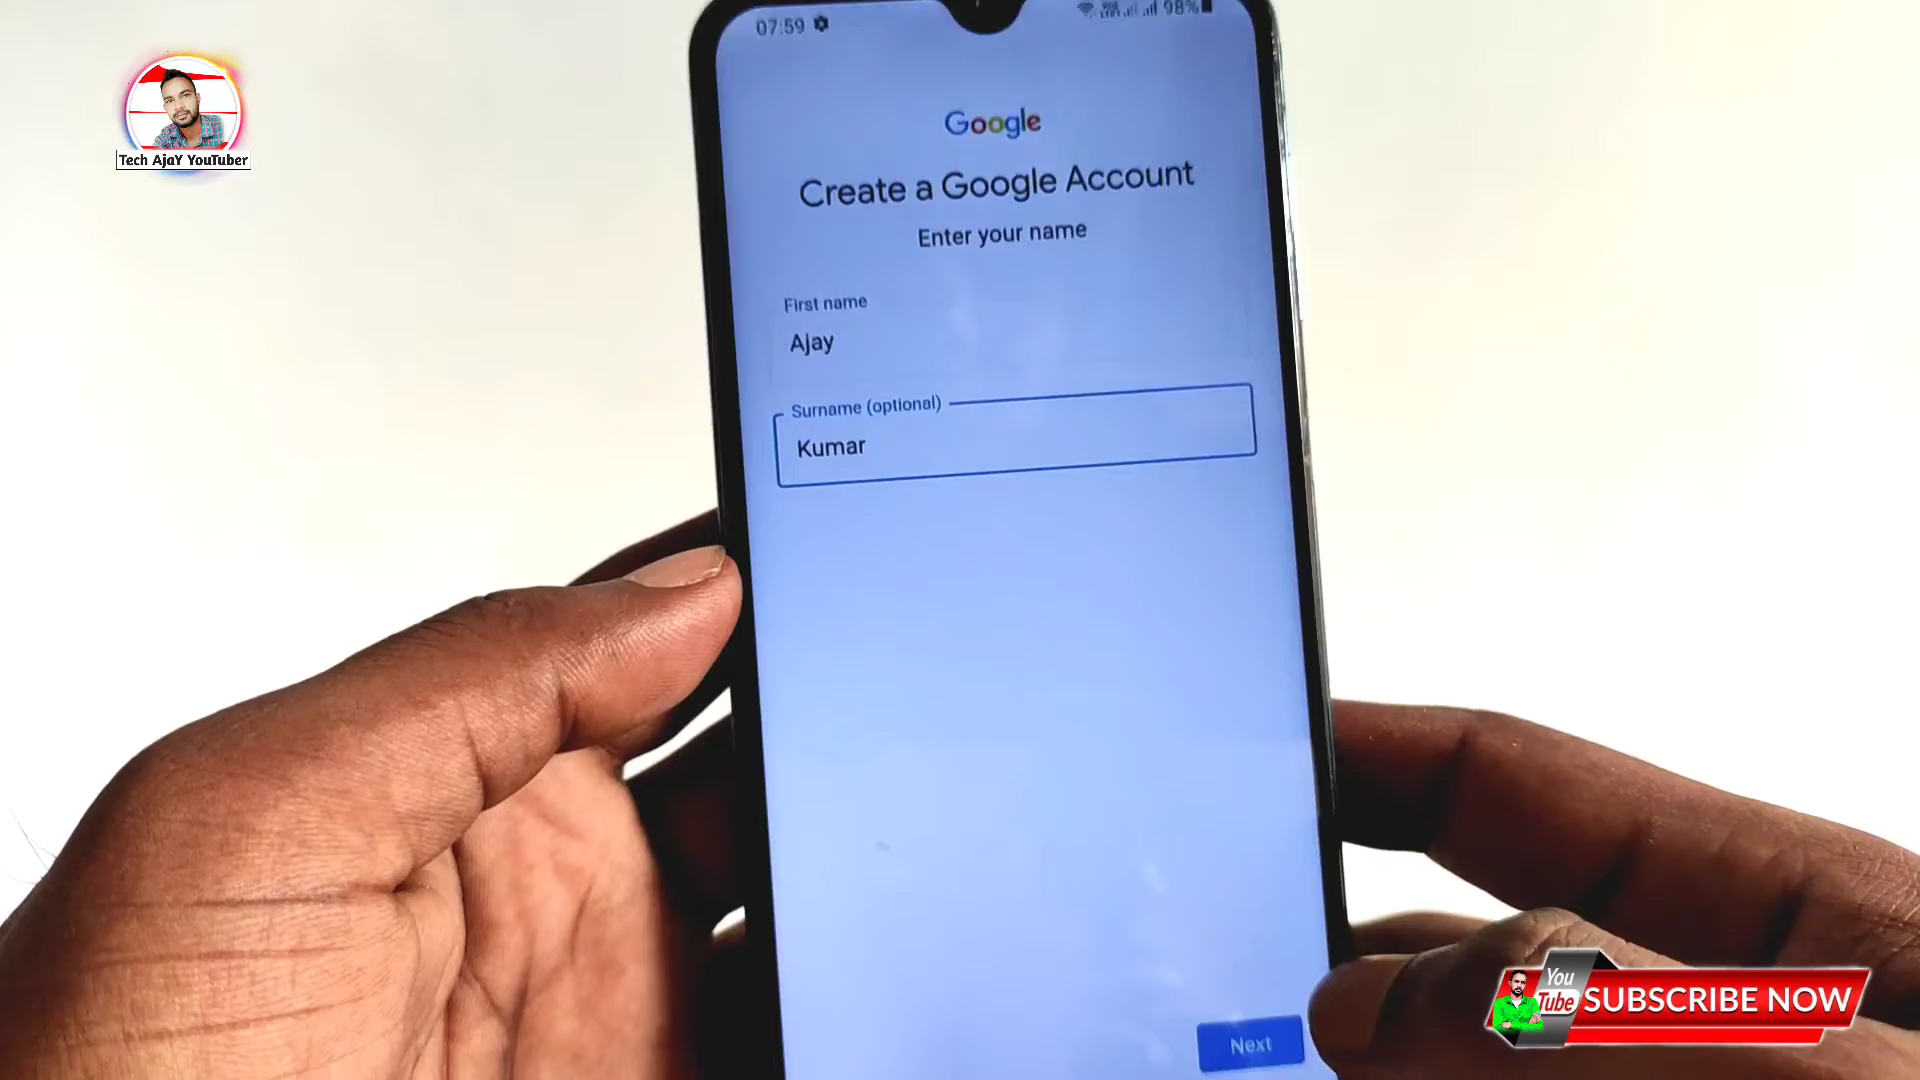 07:59
98%
Tech AjaY YouTuber
Google
Create a Google Account
Enter your name
First name
Ajay
Surname (optional)
Kumar
Next
You
Tube
SUBSCRIBE NOW